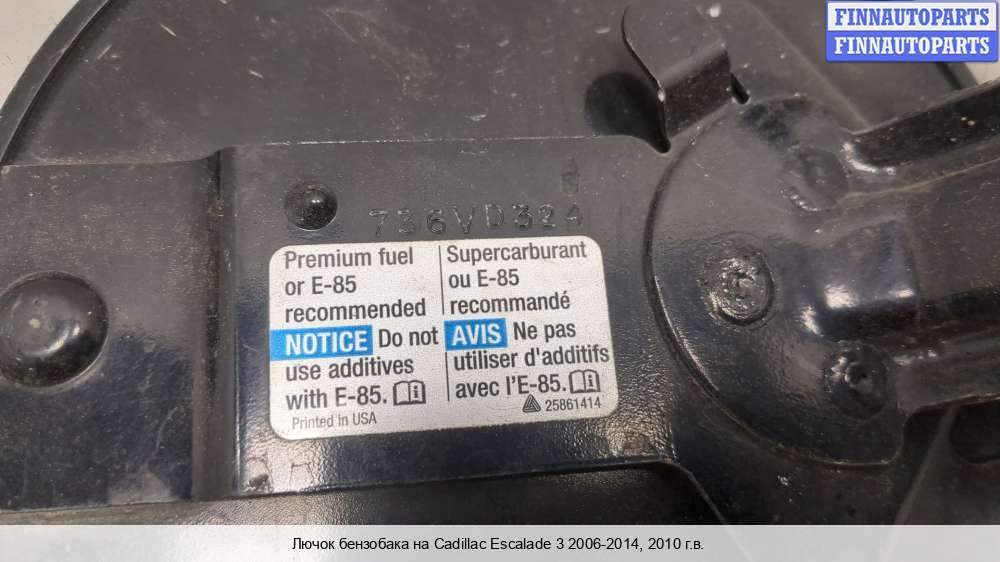 FINNAUTOPARTS
FINNAUTOPARTS
736VD324
Premium fuel
or E-85
recommended
NOTICE Do not
use additives
with E-85.
Printed in USA
Supercarburant
ou E-85
recommandé
AVIS Ne pas
utiliser d'additifs
avec l'E-85.
25861414
Лючок бензобака на Cadillac Escalade 3 2006-2014, 2010 г.в.